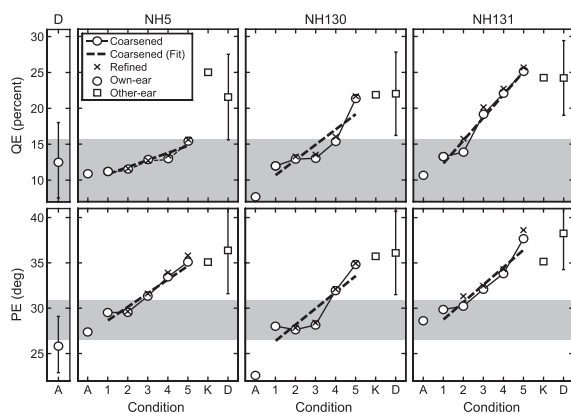 D NH5 NH130 NH131
Coarsened
Coarsened (Fit)
Refined
Own-ear
Other-ear
QE (percent)
30
25
20
15
10
PE (deg)
40
35
30
25
A A 1 2 3 4 5 K D A 1 2 3 4 5 K D A 1 2 3 4 5 K D
Condition Condition Condition